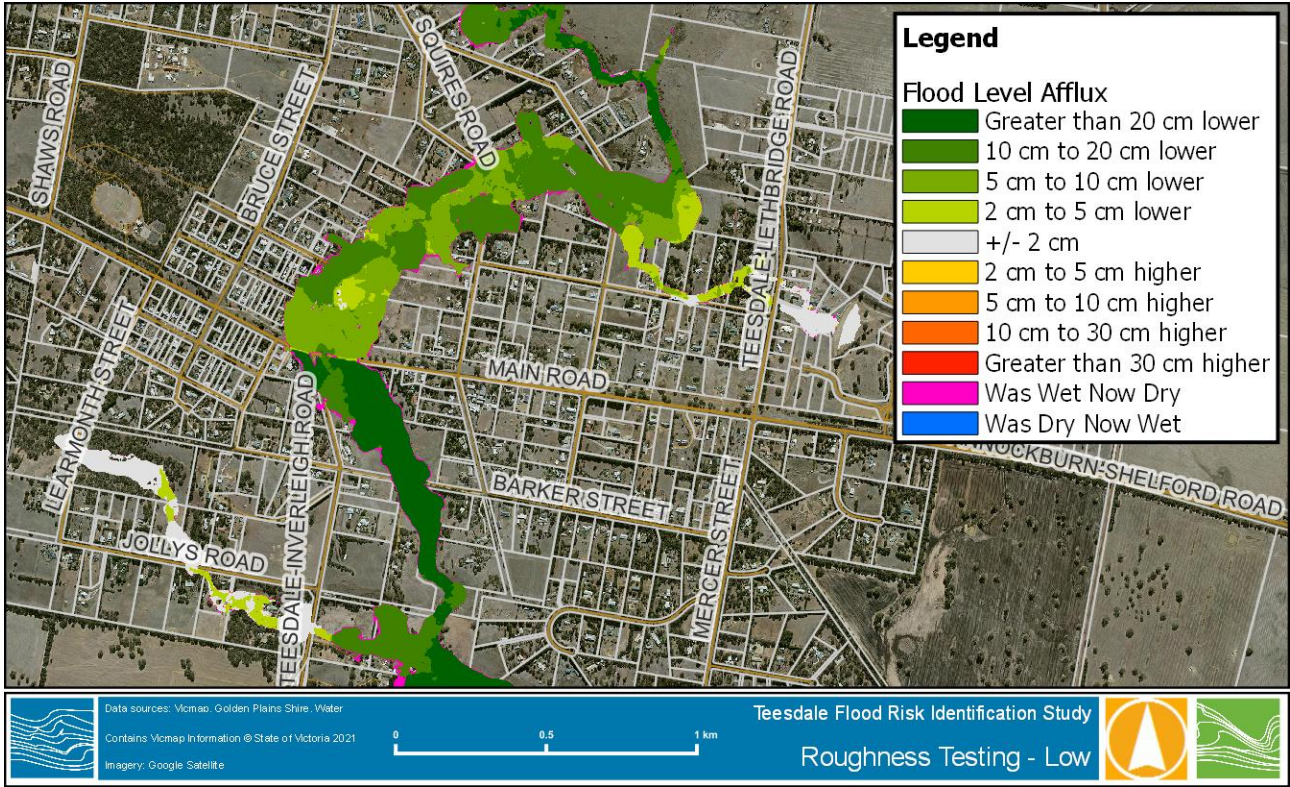 SHAWS ROAD
BRUCE STREET
SQUIRES ROAD
TEESDALE-LETHBRIDGE ROAD
LEARMONTH STREET
MAIN ROAD
NOCKBURN-SHELFORD ROAD
BARKER STREET
JOLLYS ROAD
TEESDALE-INVERLEIGH ROAD
MERCER STREET
Legend
Flood Level Afflux
Greater than 20 cm lower
10 cm to 20 cm lower
5 cm to 10 cm lower
2 cm to 5 cm lower
+/- 2 cm
2 cm to 5 cm higher
5 cm to 10 cm higher
10 cm to 30 cm higher
Greater than 30 cm higher
Was Wet Now Dry
Was Dry Now Wet
Data sources: Vicmap, Golden Plains Shire, Water
Contains Vicmap Information © State of Victoria 2021
Imagery: Google Satellite
0 0.5 1 km
Teesdale Flood Risk Identification Study
Roughness Testing - Low